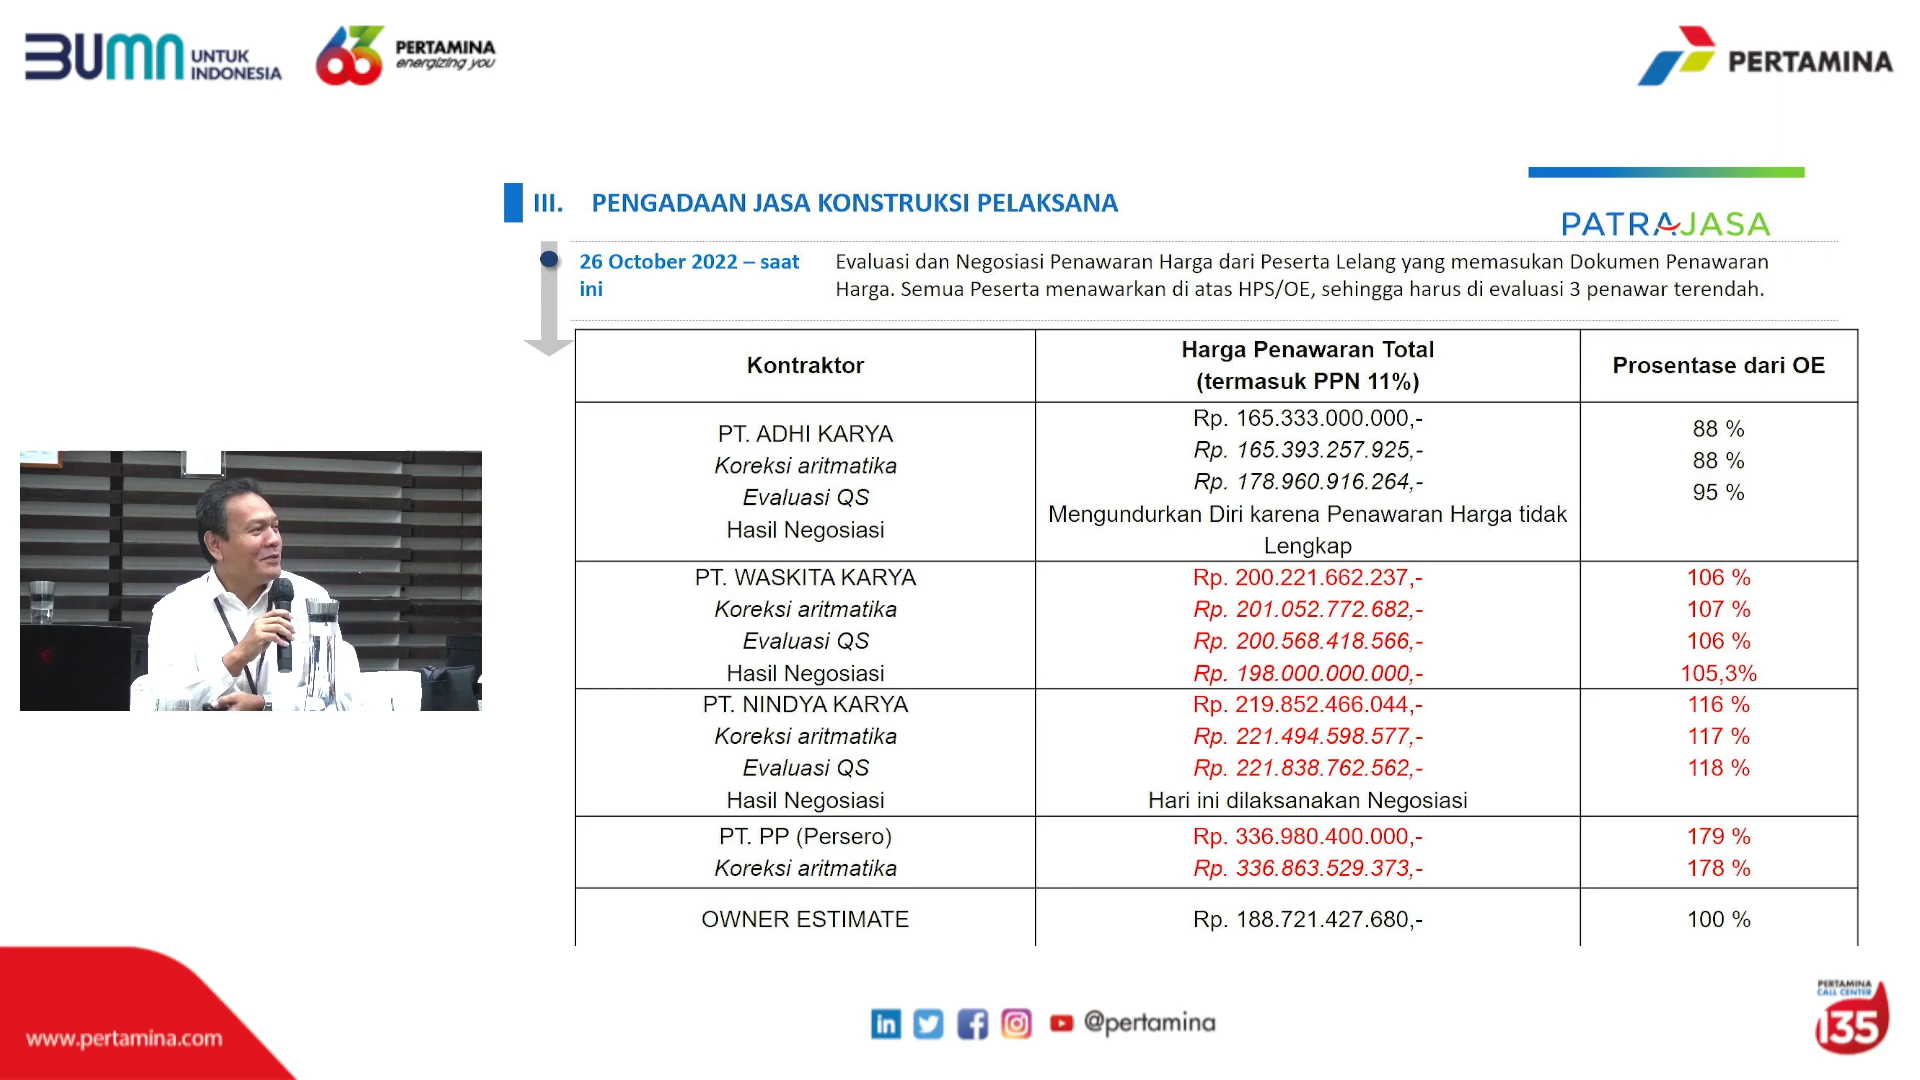 BUMN UNTUK INDONESIA
63 PERTAMINA
energizing you
PERTAMINA
III. PENGADAAN JASA KONSTRUKSI PELAKSANA
PATRAJASA
26 October 2022 – saat ini
Evaluasi dan Negosiasi Penawaran Harga dari Peserta Lelang yang memasukan Dokumen Penawaran
Harga. Semua Peserta menawarkan di atas HPS/OE, sehingga harus di evaluasi 3 penawar terendah.
Kontraktor
Harga Penawaran Total
(termasuk PPN 11%)
Prosentase dari OE
PT. ADHI KARYA
Koreksi aritmatika
Evaluasi QS
Hasil Negosiasi
Rp. 165.333.000.000,-
Rp. 165.393.257.925,-
Rp. 178.960.916.264,-
Mengundurkan Diri karena Penawaran Harga tidak
Lengkap
88 %
88 %
95 %
PT. WASKITA KARYA
Koreksi aritmatika
Evaluasi QS
Hasil Negosiasi
Rp. 200.221.662.237,-
Rp. 201.052.772.682,-
Rp. 200.568.418.566,-
Rp. 198.000.000.000,-
106 %
107 %
106 %
105,3%
PT. NINDYA KARYA
Koreksi aritmatika
Evaluasi QS
Hasil Negosiasi
Rp. 219.852.466.044,-
Rp. 221.494.598.577,-
Rp. 221.838.762.562,-
Hari ini dilaksanakan Negosiasi
116 %
117 %
118 %
PT. PP (Persero)
Koreksi aritmatika
Rp. 336.980.400.000,-
Rp. 336.863.529.373,-
179 %
178 %
OWNER ESTIMATE
Rp. 188.721.427.680,-
100 %
www.pertamina.com
@pertamina
PERTAMINA
CALL CENTER
135